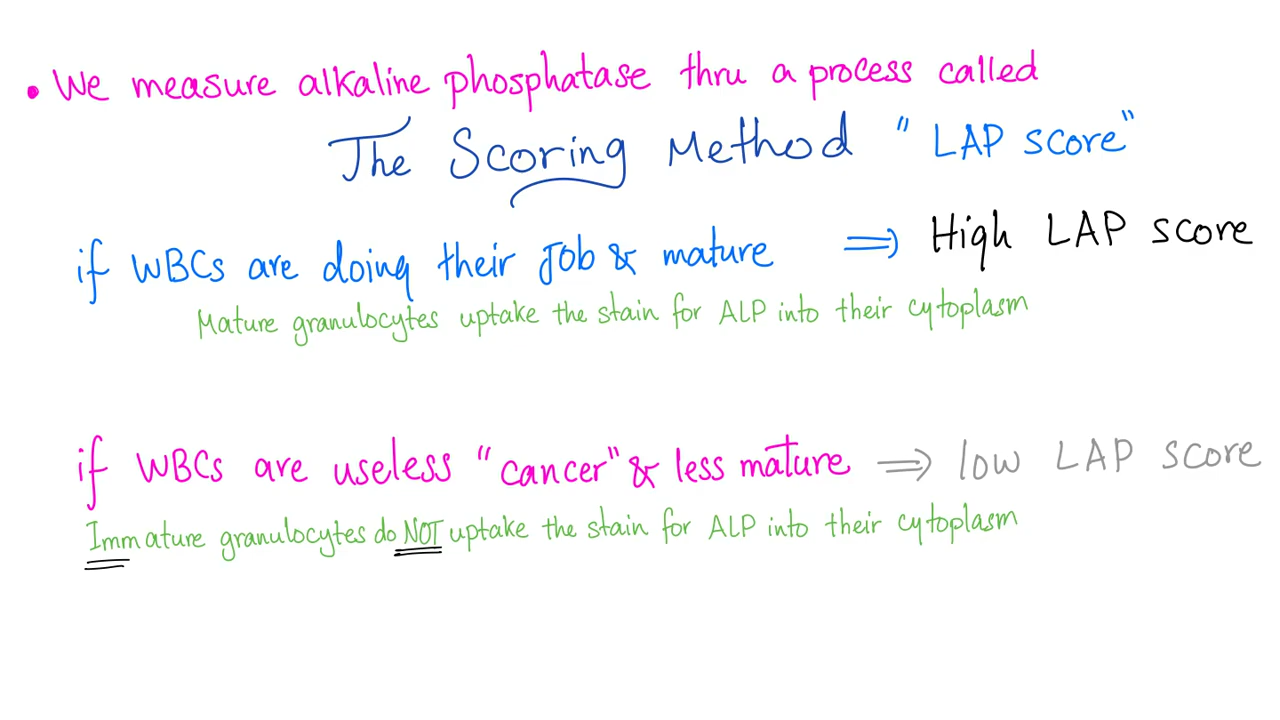 • We measure alkaline phosphatase thru a process called
The Scoring Method "LAP score"
if WBCs are doing their job & mature ⇒ High LAP score
Mature granulocytes uptake the stain for ALP into their cytoplasm
if WBCs are useless "cancer" & less mature ⇒ low LAP score
Immature granulocytes do NOT uptake the stain for ALP into their cytoplasm